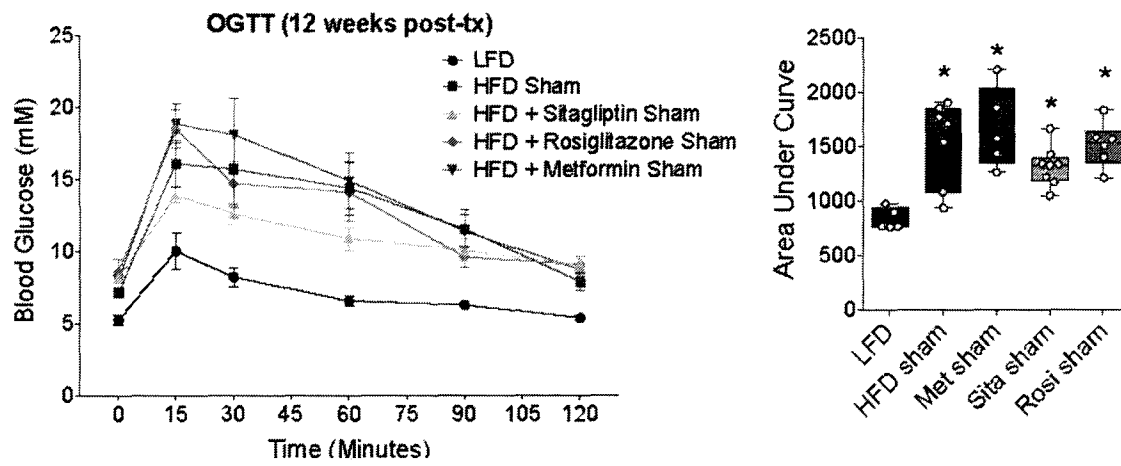 OGTT (12 weeks post-tx)
LFD
HFD Sham
HFD + Sitagliptin Sham
HFD + Rosiglitazone Sham
HFD + Metformin Sham
Blood Glucose (mM)
25
20
15
10
5
0
0 15 30 45 60 75 90 105 120
Time (Minutes)
Area Under Curve
2500
2000
1500
1000
500
0
* * * *
LFD
HFD sham
Met sham
Sita sham
Rosi sham